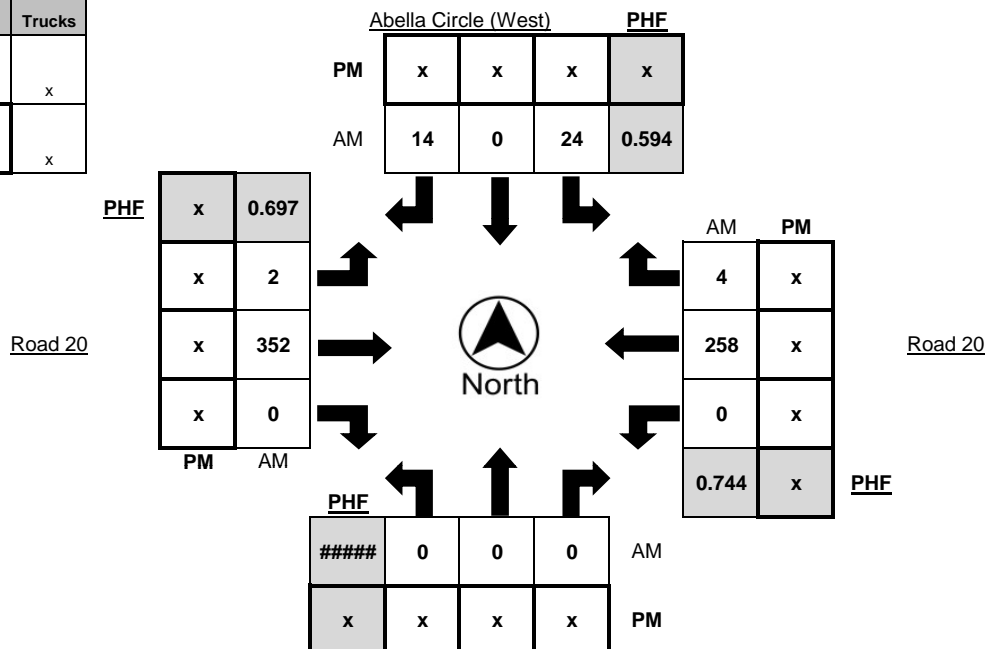 Trucks
x
x
Abella Circle (West) PHF
PM x x x x
AM 14 0 24 0.594
PHF x 0.697
x 2
Road 20 x 352
x 0
PM AM
North
AM PM
4 x
258 x Road 20
0 x
0.744 x PHF
PHF
##### 0 0 0 AM
x x x x PM